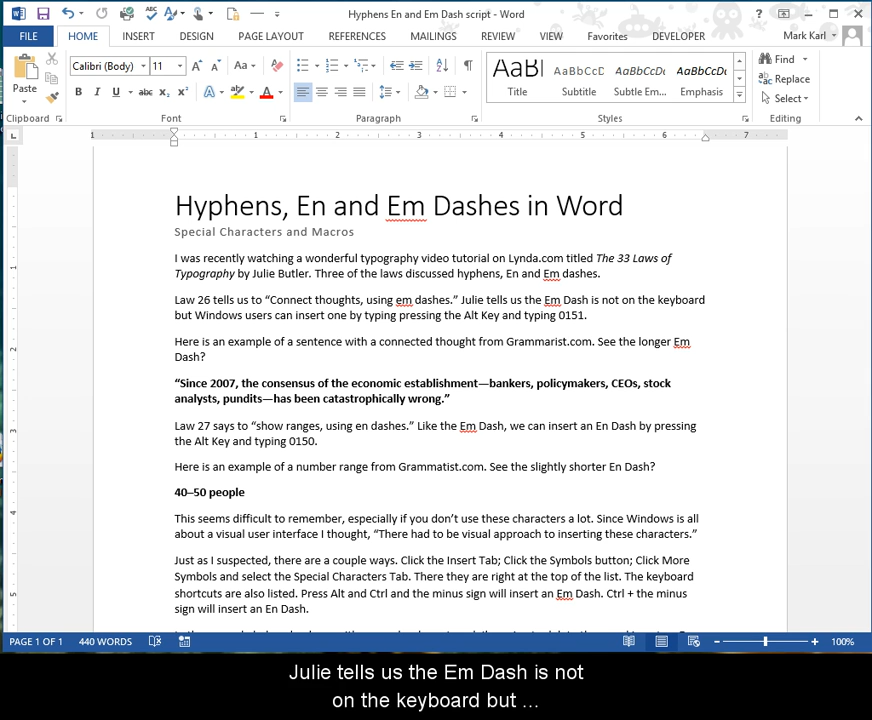 Hyphens En and Em Dash script - Word
FILE HOME INSERT DESIGN PAGE LAYOUT REFERENCES MAILINGS REVIEW VIEW Favorites DEVELOPER Mark Karl
Calibri (Body) 11
Paste
Find
Replace
Select
AaBl AaBbCcD AaBbCcDc AaBbCcDc
Title Subtitle Subtle Em... Emphasis
Clipboard Font Paragraph Styles Editing
1 1 2 3 4 5 6 7
Hyphens, En and Em Dashes in Word
Special Characters and Macros
I was recently watching a wonderful typography video tutorial on Lynda.com titled The 33 Laws of
Typography by Julie Butler. Three of the laws discussed hyphens, En and Em dashes.
Law 26 tells us to “Connect thoughts, using em dashes.” Julie tells us the Em Dash is not on the keyboard
but Windows users can insert one by typing pressing the Alt Key and typing 0151.
Here is an example of a sentence with a connected thought from Grammarist.com. See the longer Em
Dash?
“Since 2007, the consensus of the economic establishment—bankers, policymakers, CEOs, stock
analysts, pundits—has been catastrophically wrong.”
Law 27 says to “show ranges, using en dashes.” Like the Em Dash, we can insert an En Dash by pressing
the Alt Key and typing 0150.
Here is an example of a number range from Grammatist.com. See the slightly shorter En Dash?
40–50 people
This seems difficult to remember, especially if you don’t use these characters a lot. Since Windows is all
about a visual user interface I thought, “There had to be visual approach to inserting these characters.”
Just as I suspected, there are a couple ways. Click the Insert Tab; Click the Symbols button; Click More
Symbols and select the Special Characters Tab. There they are right at the top of the list. The keyboard
shortcuts are also listed. Press Alt and Ctrl and the minus sign will insert an Em Dash. Ctrl + the minus
sign will insert an En Dash.
PAGE 1 OF 1 440 WORDS 100%
Julie tells us the Em Dash is not
on the keyboard but ...